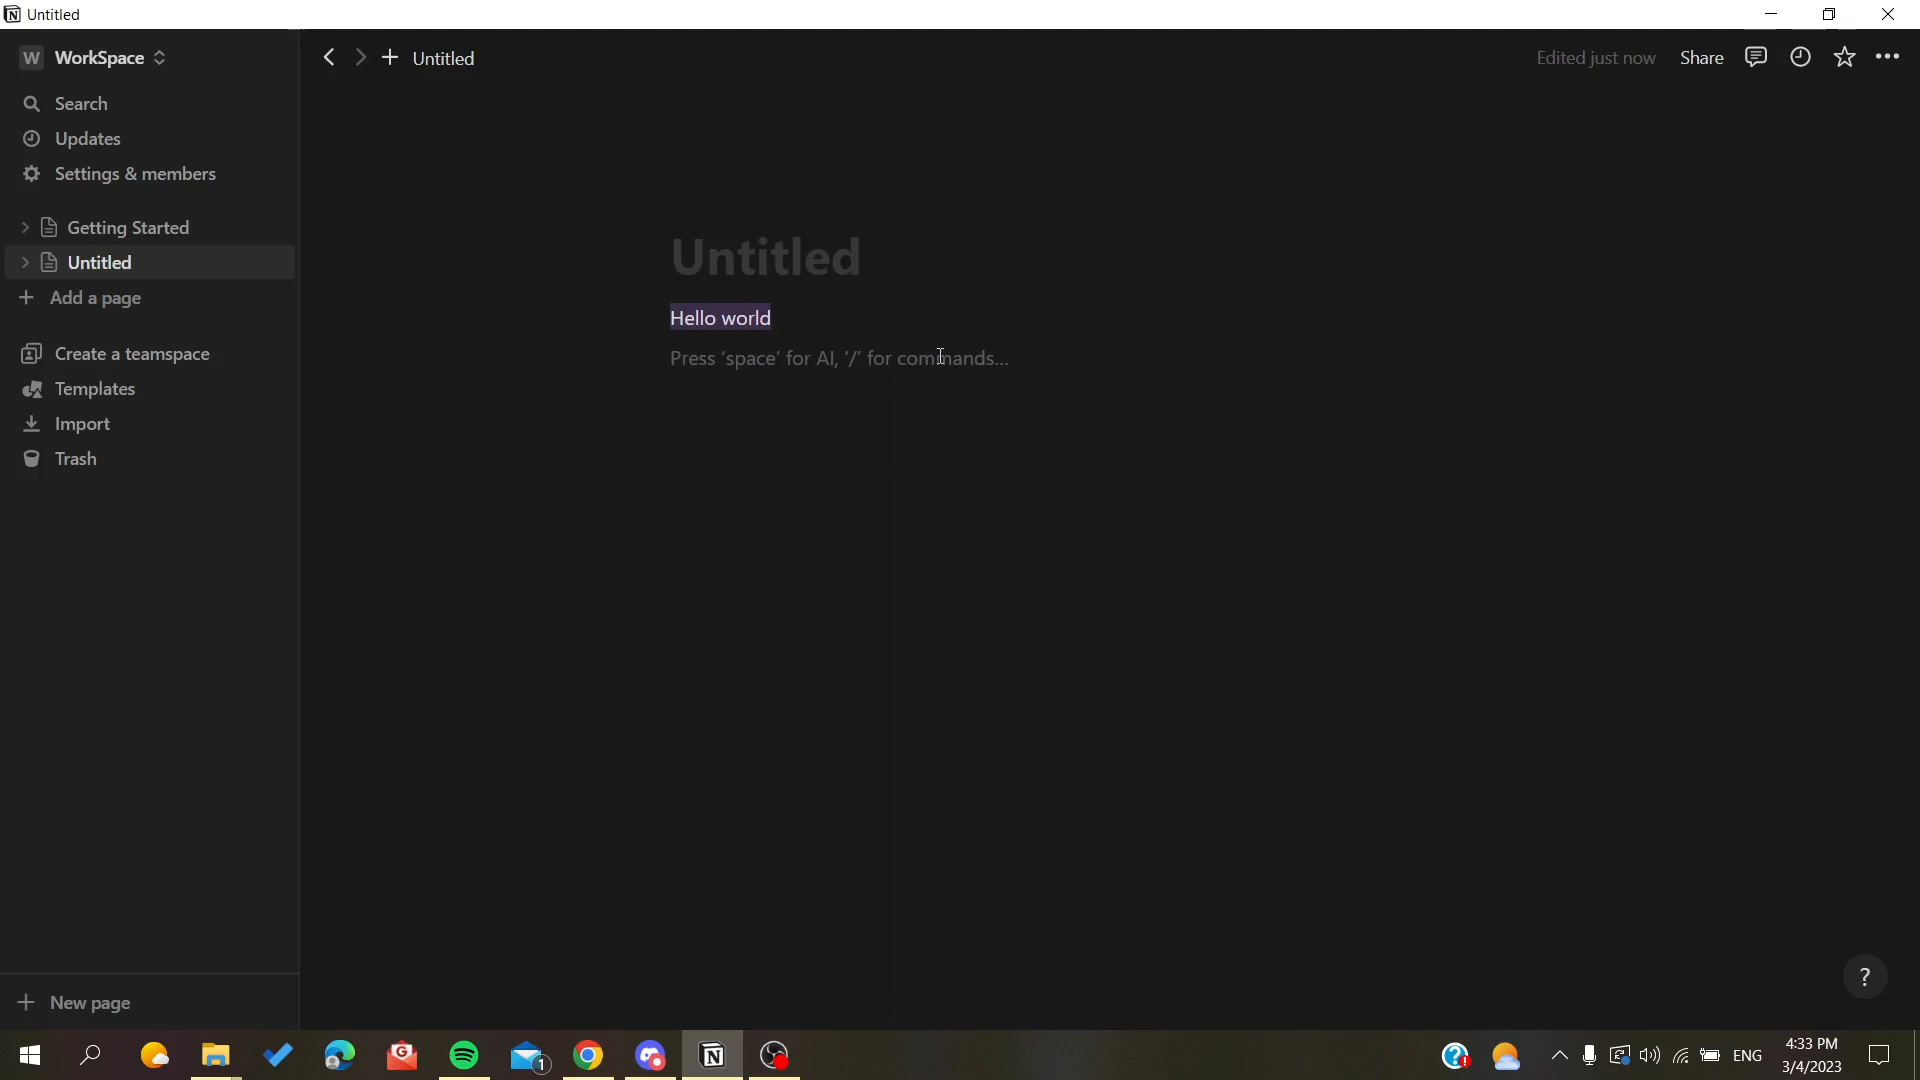 Untitled
W WorkSpace
+ Untitled
Edited just now Share
Search
Updates
Settings & members
Getting Started
Untitled
+ Add a page
Create a teamspace
Templates
Import
Trash
Untitled
Hello world
Press ‘space’ for AI, ‘/’ for commands...
+ New page
?
1
ENG
4:33 PM
3/4/2023